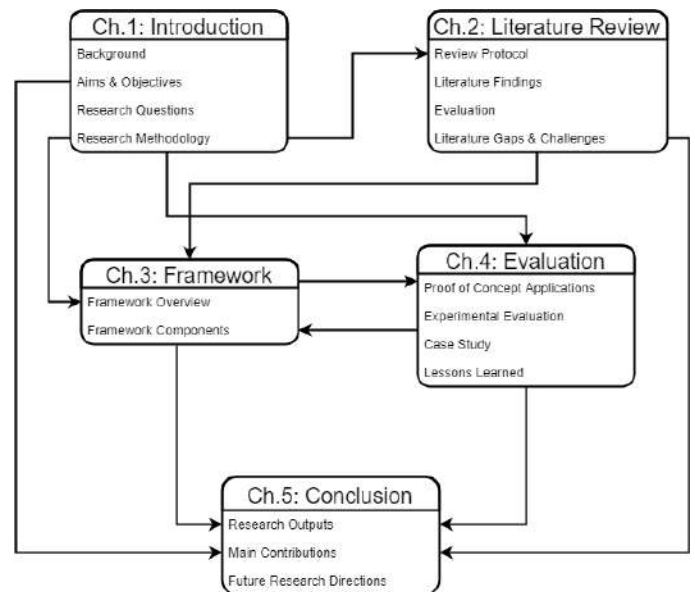 Ch.1: Introduction
Background
Aims & Objectives
Research Questions
Research Methodology
Ch.2: Literature Review
Review Protocol
Literature Findings
Evaluation
Literature Gaps & Challenges
Ch.3: Framework
Framework Overview
Framework Components
Ch.4: Evaluation
Proof of Concept Applications
Experimental Evaluation
Case Study
Lessons Learned
Ch.5: Conclusion
Research Outputs
Main Contributions
Future Research Directions